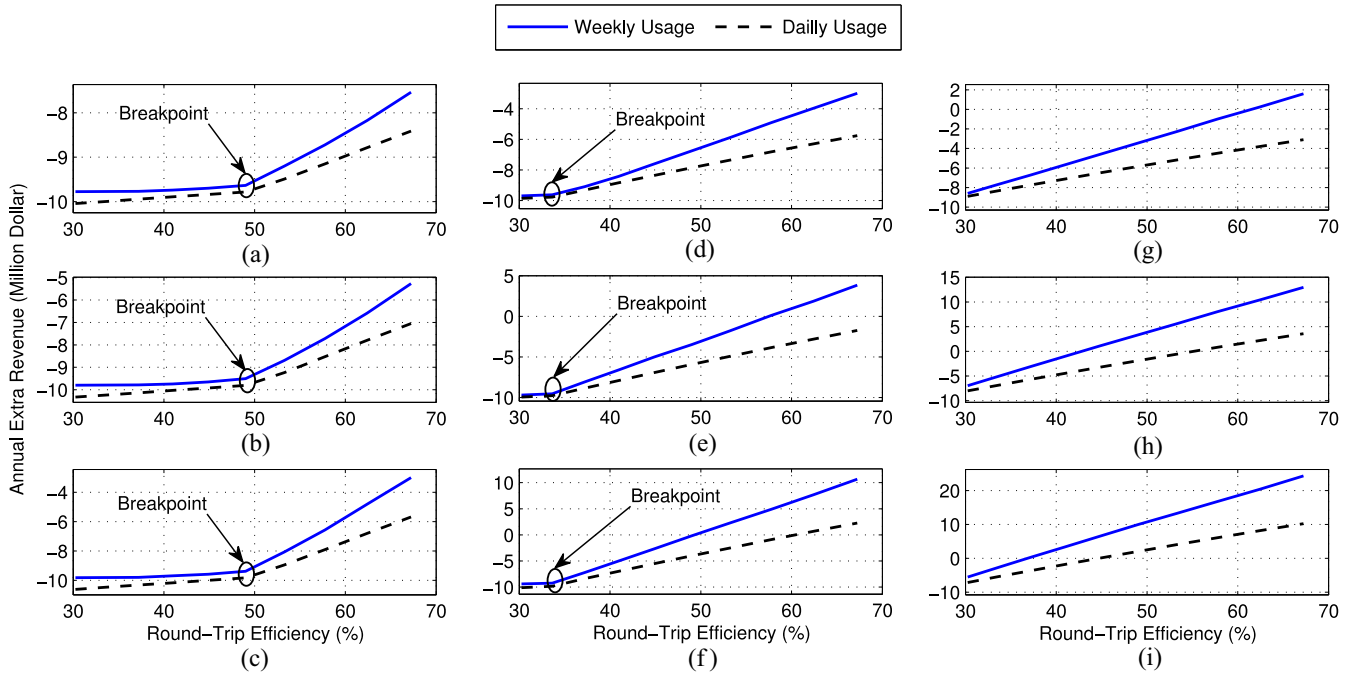 Weekly Usage
Dailly Usage
Annual Extra Revenue (Million Dollar)
−8
−9
−10
Breakpoint
30 40 50 60 70
(a)
−4
−6
−8
−10
Breakpoint
30 40 50 60 70
(d)
2
0
−2
−4
−6
−8
−10
30 40 50 60 70
(g)
−5
−6
−7
−8
−9
−10
Breakpoint
30 40 50 60 70
(b)
5
0
−5
−10
Breakpoint
30 40 50 60 70
(e)
15
10
5
0
−5
−10
30 40 50 60 70
(h)
−4
−6
−8
−10
Breakpoint
30 40 50 60 70
Round−Trip Efficiency (%)
(c)
10
5
0
−5
−10
Breakpoint
30 40 50 60 70
Round−Trip Efficiency (%)
(f)
20
10
0
−10
30 40 50 60 70
Round−Trip Efficiency (%)
(i)